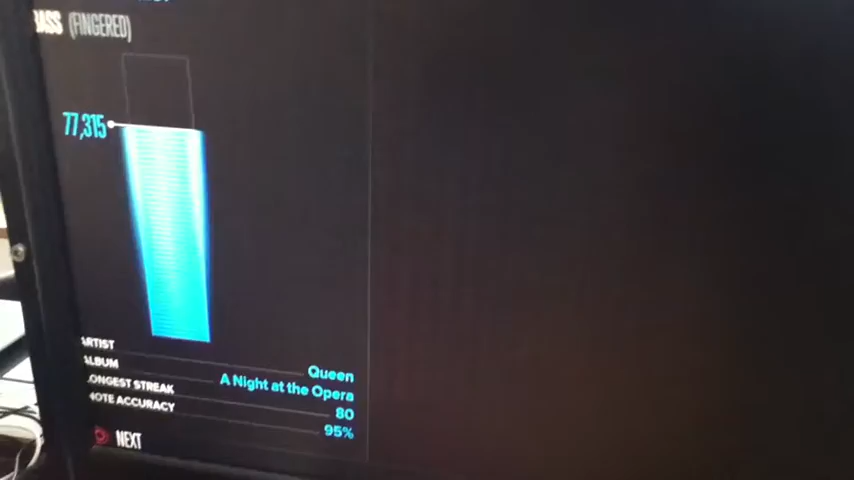 BASS (FINGERED)
77,315
ARTIST Queen
ALBUM A Night at the Opera
LONGEST STREAK 80
NOTE ACCURACY 95%
NEXT